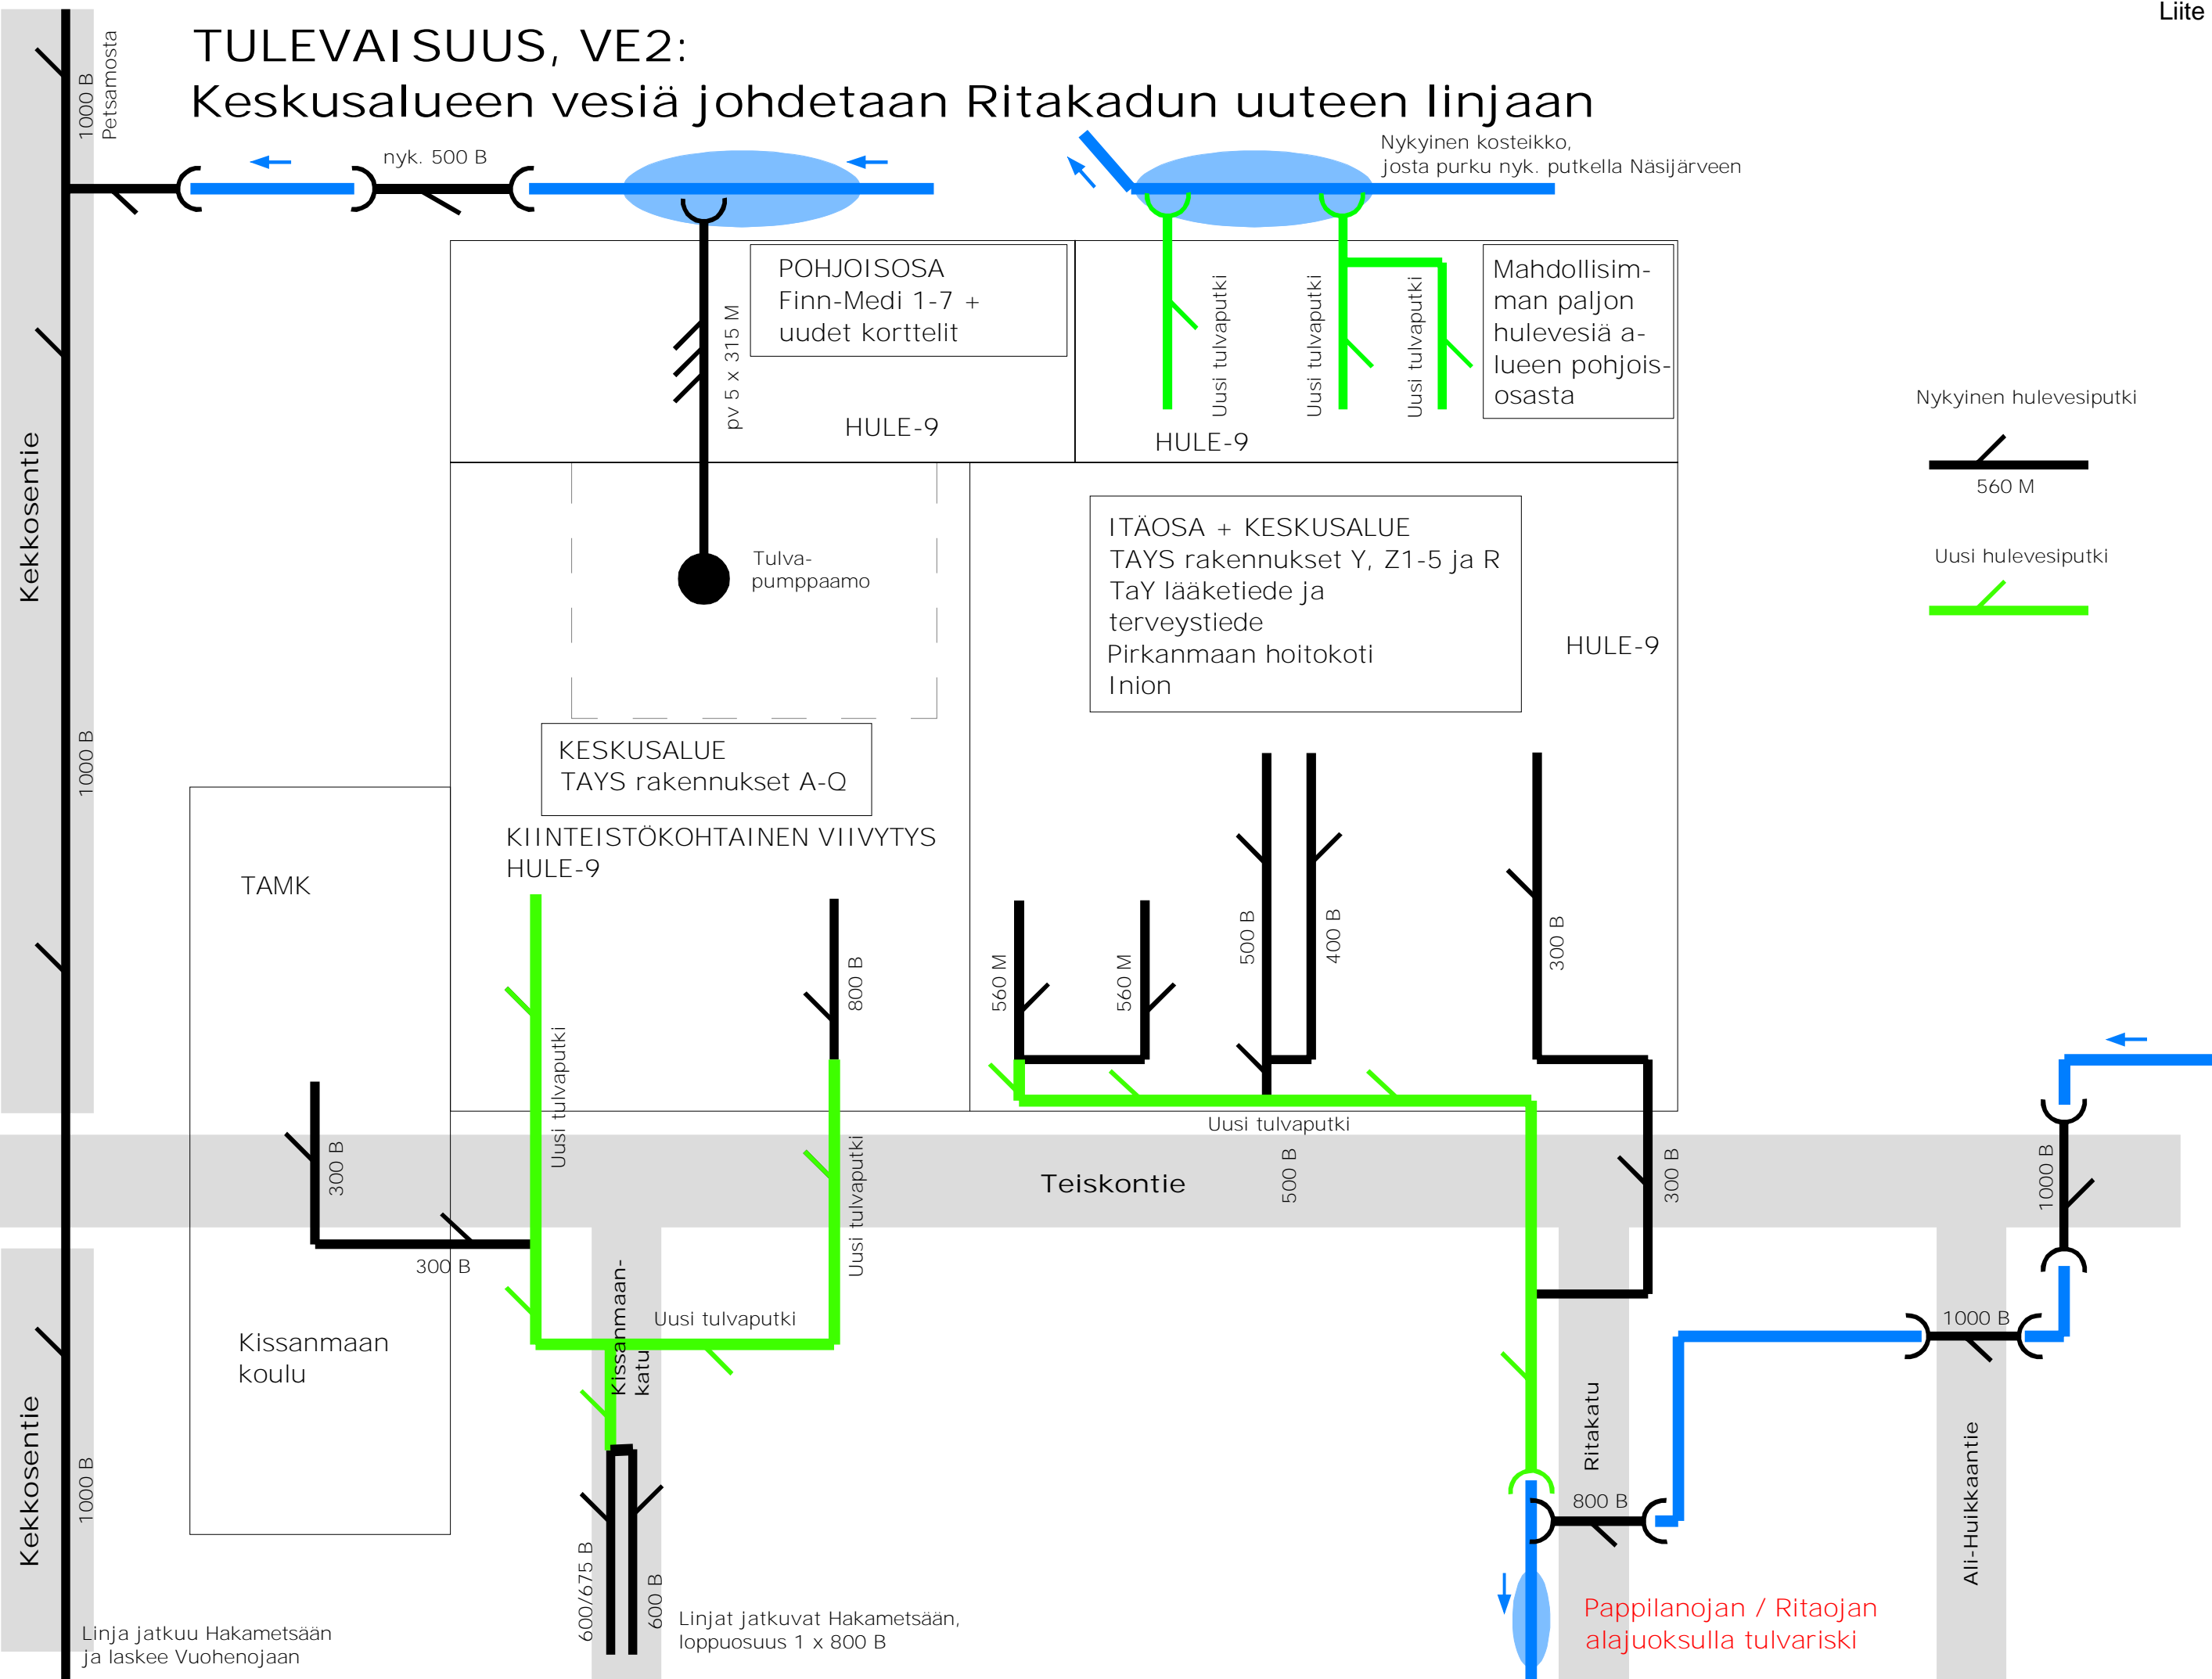 Liite
TULEVAISUUS, VE2:
Keskusalueen vesiä johdetaan Ritakadun uuteen linjaan
1000 B
Petsamosta
nyk. 500 B
Nykyinen kosteikko,
josta purku nyk. putkella Näsijärveen
POHJOISOSA
Finn-Medi 1-7 +
uudet korttelit
pv 5 x 315 M
HULE-9
Uusi tulvaputki
Uusi tulvaputki
Uusi tulvaputki
HULE-9
Mahdollisim-
man paljon
hulevesiä a-
lueen pohjois-
osasta
Nykyinen hulevesiputki
560 M
Uusi hulevesiputki
Kekkosentie
Tulva-
pumppaamo
ITÄOSA + KESKUSALUE
TAYS rakennukset Y, Z1-5 ja R
TaY lääketiede ja
terveystiede
Pirkanmaan hoitokoti
Inion
HULE-9
1000 B
KESKUSALUE
TAYS rakennukset A-Q
KIINTEISTÖKOHTAINEN VIIVYTYS
HULE-9
TAMK
800 B
560 M
560 M
500 B
400 B
300 B
Uusi tulvaputki
Uusi tulvaputki
Uusi tulvaputki
300 B
300 B
Teiskontie
500 B
300 B
1000 B
Kissanmaan-
katu
Uusi tulvaputki
1000 B
Kissanmaan
koulu
Kekkosentie
1000 B
Ritakatu
800 B
Ali-Huikkaantie
600/675 B
600 B
Linjat jatkuvat Hakametsään,
loppuosuus 1 x 800 B
Linja jatkuu Hakametsään
ja laskee Vuohenojaan
Pappilanojan / Ritaojan
alajuoksulla tulvariski